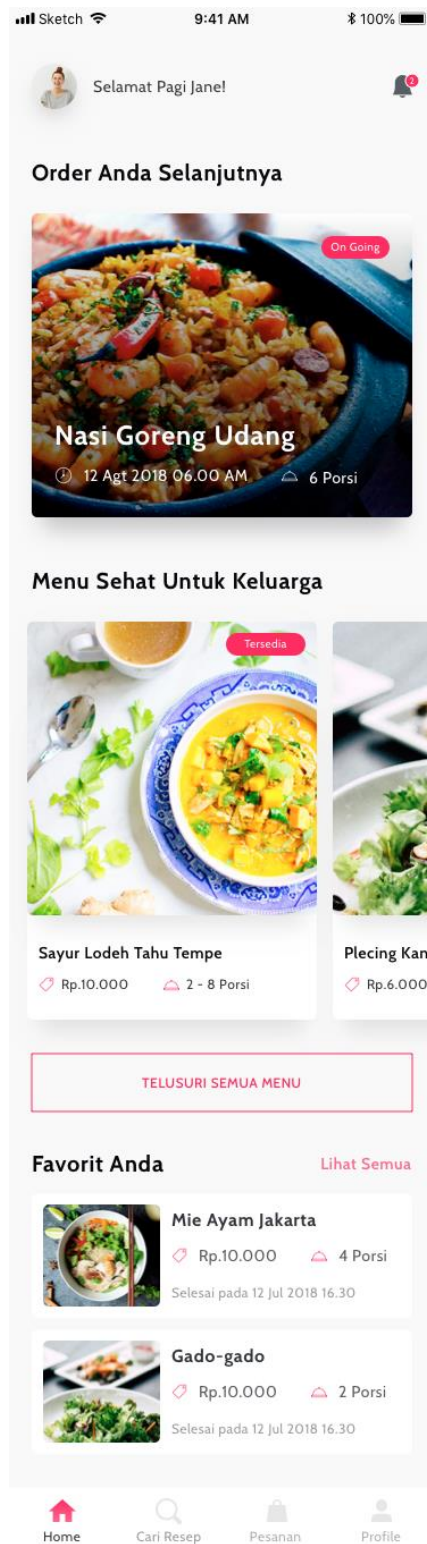 Sketch 9:41 AM 100%
Selamat Pagi Jane!
2
Order Anda Selanjutnya
On Going
Nasi Goreng Udang
12 Agt 2018 06.00 AM 6 Porsi
Menu Sehat Untuk Keluarga
Tersedia
Sayur Lodeh Tahu Tempe
Rp.10.000 2 - 8 Porsi
Plecing Kan
Rp.6.000
TELUSURI SEMUA MENU
Favorit Anda Lihat Semua
Mie Ayam Jakarta
Rp.10.000 4 Porsi
Selesai pada 12 Jul 2018 16.30
Gado-gado
Rp.10.000 2 Porsi
Selesai pada 12 Jul 2018 16.30
Home Cari Resep Pesanan Profile